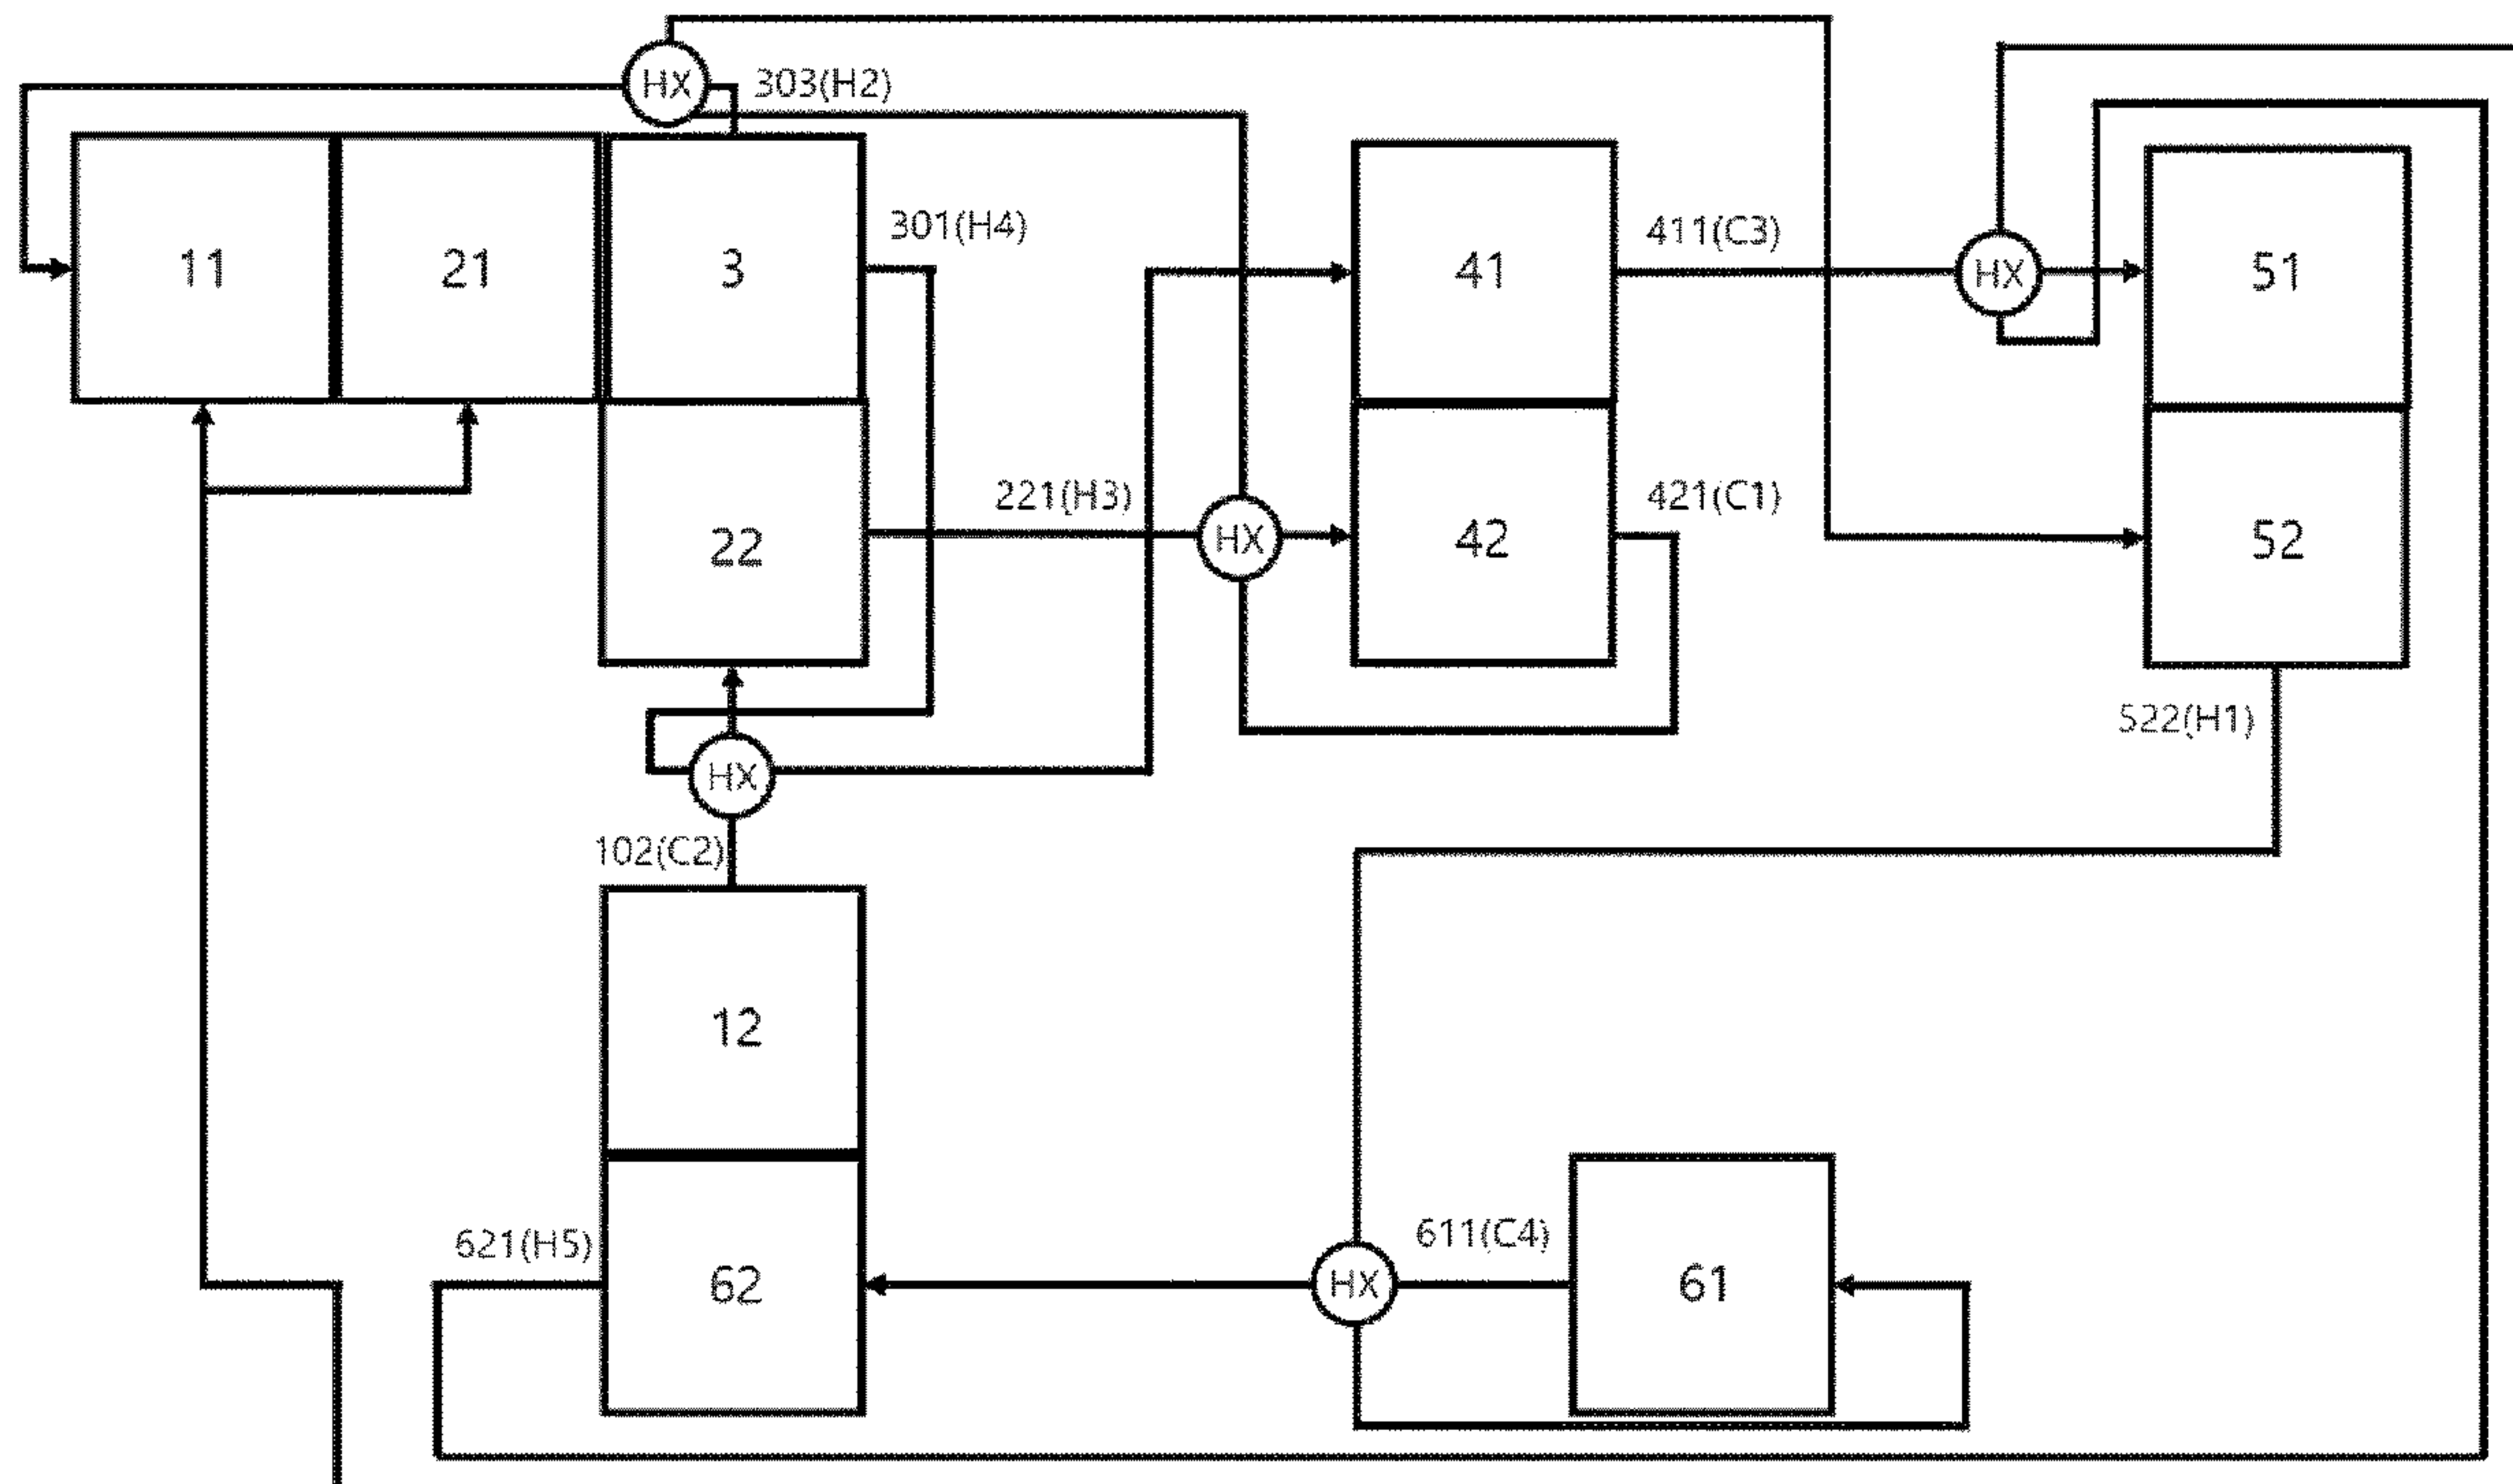 HX
303(H2)
11
21
3
301(H4)
41
411(C3)
HX
51
22
221(H3)
HX
42
421(C1)
52
HX
522(H1)
102(C2)
12
621(H5)
62
HX
611(C4)
61